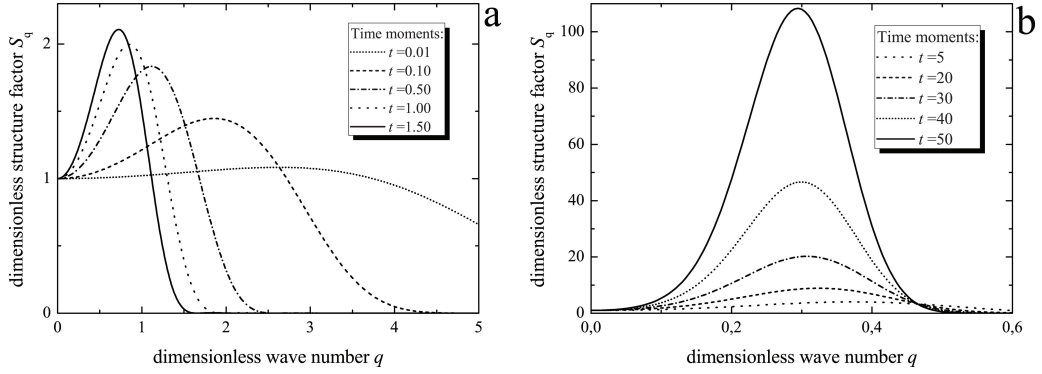 a
dimensionless structure factor Sq
2
1
0
0 1 2 3 4 5
dimensionless wave number q
Time moments:
t =0.01
t =0.10
t =0.50
t =1.00
t =1.50
b
dimensionless structure factor Sq
100
80
60
40
20
0
0,0 0,2 0,4 0,6
dimensionless wave number q
Time moments:
t =5
t =20
t =30
t =40
t =50